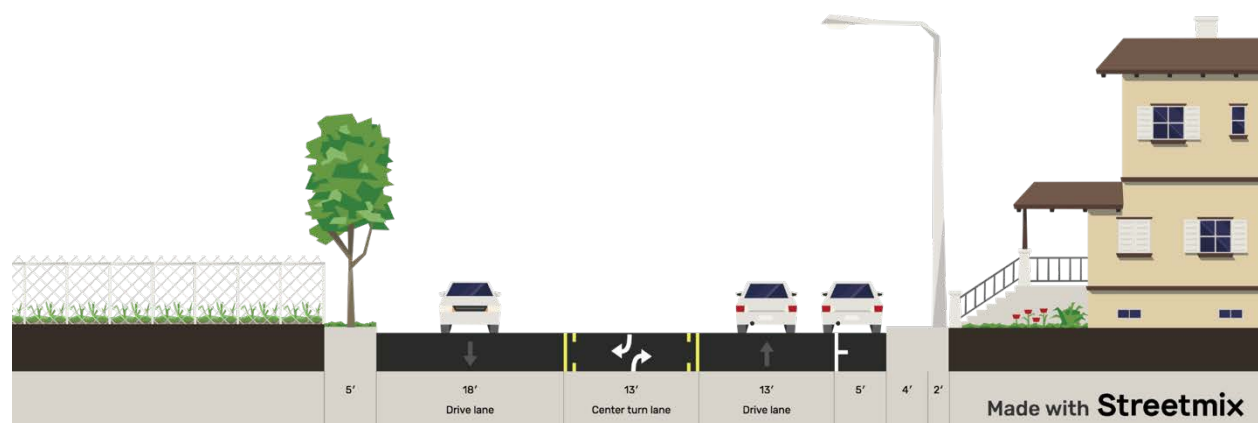 5′
18′
Drive lane
13′
Center turn lane
13′
Drive lane
5′
4′
2′
Made with Streetmix